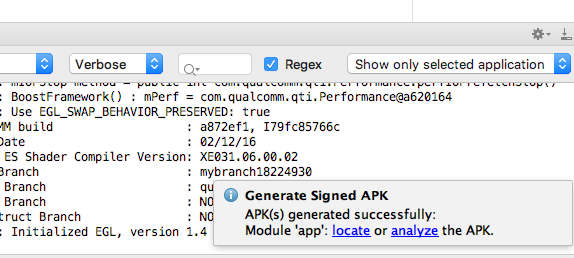 Verbose
Regex
Show only selected application
BoostFramework() : mPerf = com.qualcomm.qti.Performance@a620164
: Use EGL_SWAP_BEHAVIOR_PRESERVED: true
build : a872ef1, I79fc85766c
Date : 02/12/16
ES Shader Compiler Version: XE031.06.00.02
Branch : mybranch18224930
Branch : qu
Branch : NO
Branch : NO
: Initialized EGL, version 1.4
Generate Signed APK
APK(s) generated successfully:
Module 'app': locate or analyze the APK.